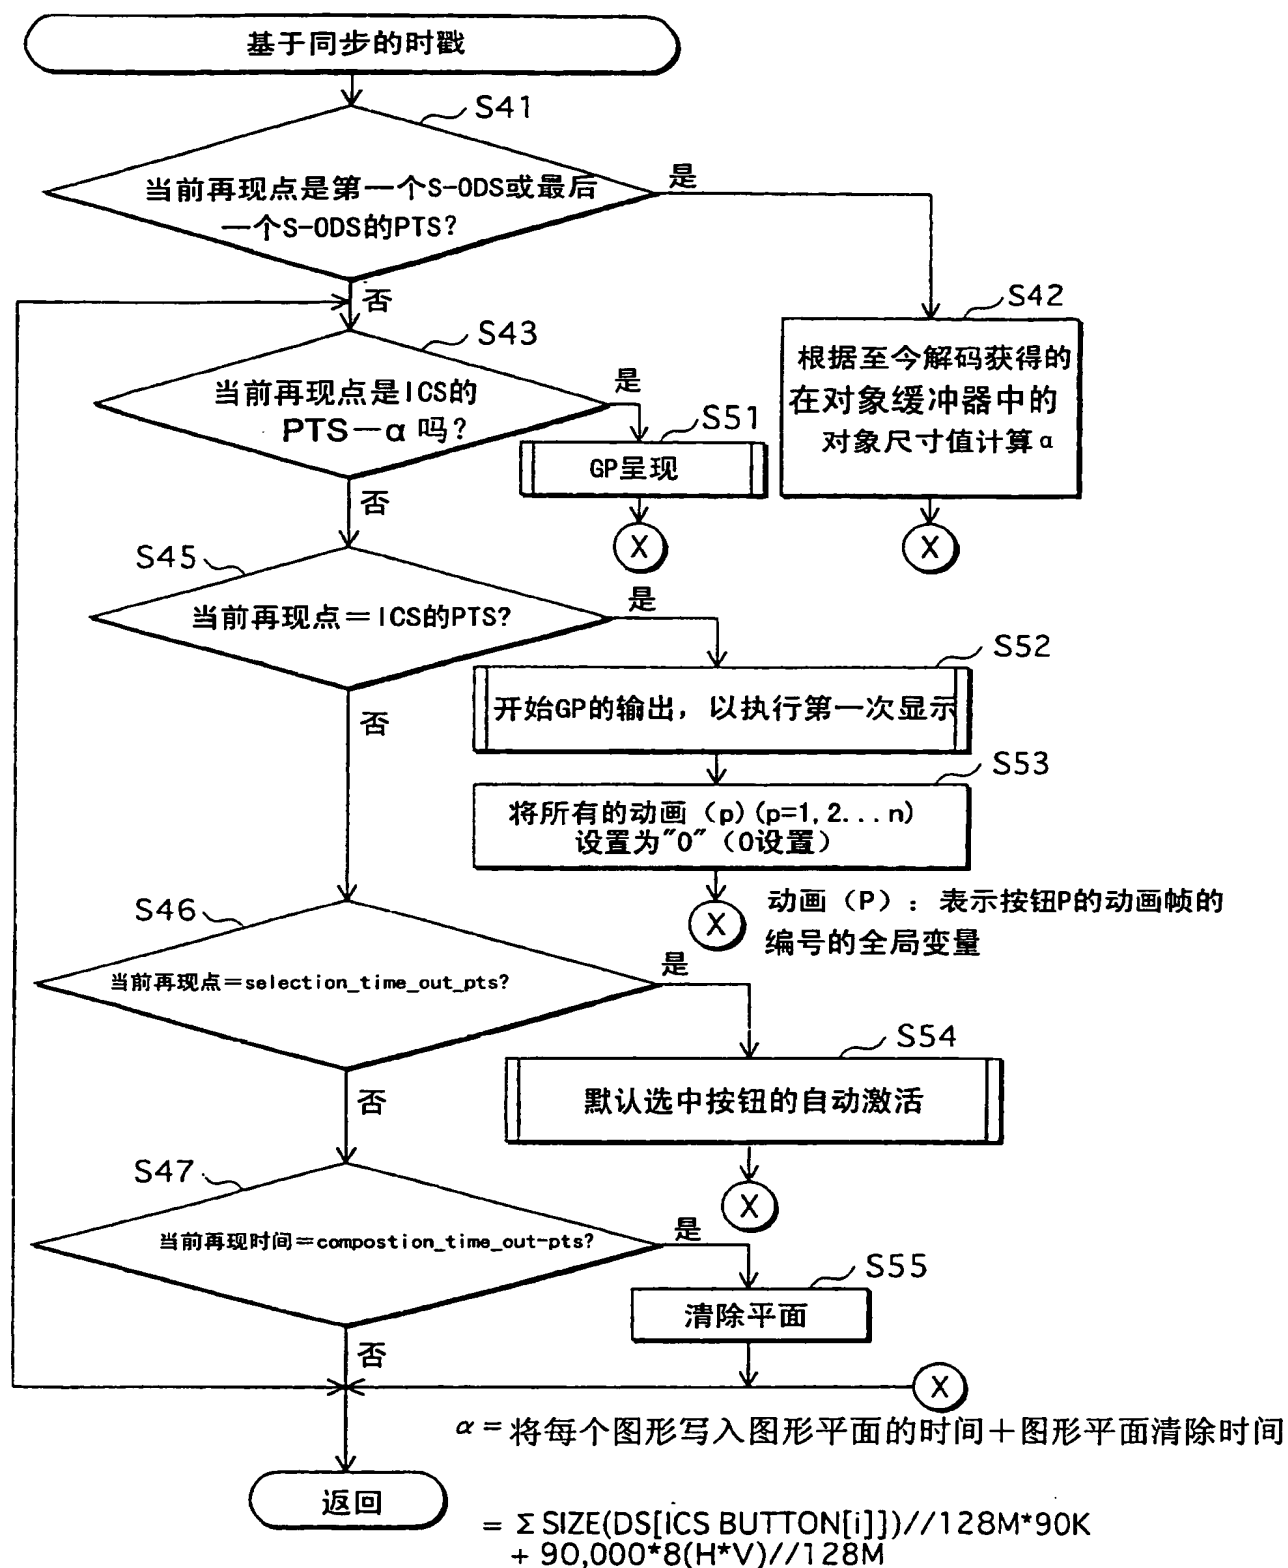 基于同步的时戳
S41
当前再现点是第一个S-ODS或最后
一个S-ODS的PTS?
是
否
S42
根据至今解码获得的
在对象缓冲器中的
对象尺寸值计算α
X
S43
当前再现点是ICS的
PTS-α吗?
是
S51
GP呈现
X
否
S45
当前再现点=ICS的PTS?
是
S52
开始GP的输出, 以执行第一次显示
S53
将所有的动画 (p)(p=1,2...n)
设置为"0" (0设置)
X
动画 (P) : 表示按钮P的动画帧的
编号的全局变量
否
S46
当前再现点=selection_time_out_pts?
是
S54
默认选中按钮的自动激活
X
否
S47
当前再现时间=compostion_time_out-pts?
是
S55
清除平面
否
X
α=将每个图形写入图形平面的时间+图形平面清除时间
返回
= Σ SIZE(DS[ICS BUTTON[i]])//128M*90K
+ 90,000*8(H*V)//128M